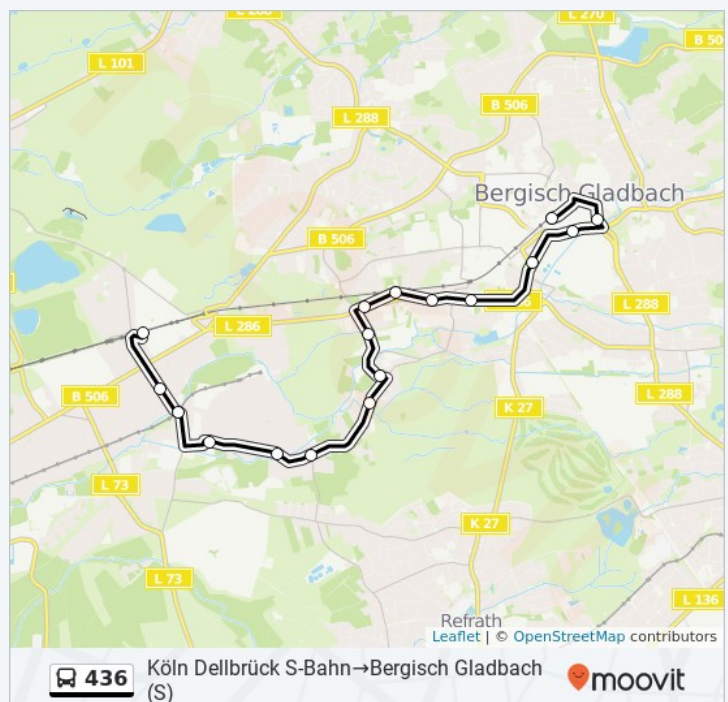 L 288
L 270
B 50
L 101
B 506
L 288
Bergisch Gladbach
B 506
L 288
L 286
L 288
B 506
K 27
L 73
K 27
L 73
L 136
Refrath
Leaflet | © OpenStreetMap contributors
436
Köln Dellbrück S-Bahn→Bergisch Gladbach
(S)
moovit